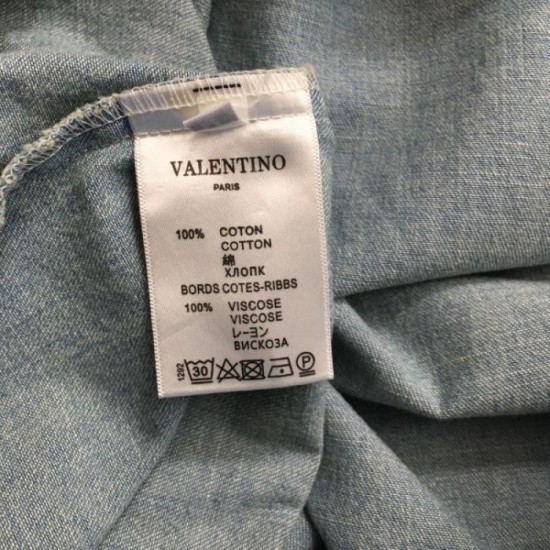 VALENTINO
PARIS
100% COTON
COTTON
綿
ХЛОПК
BORDS COTES-RIBBS
100% VISCOSE
VISCOSE
レーヨン
ВИСКОЗА
1292 30 P